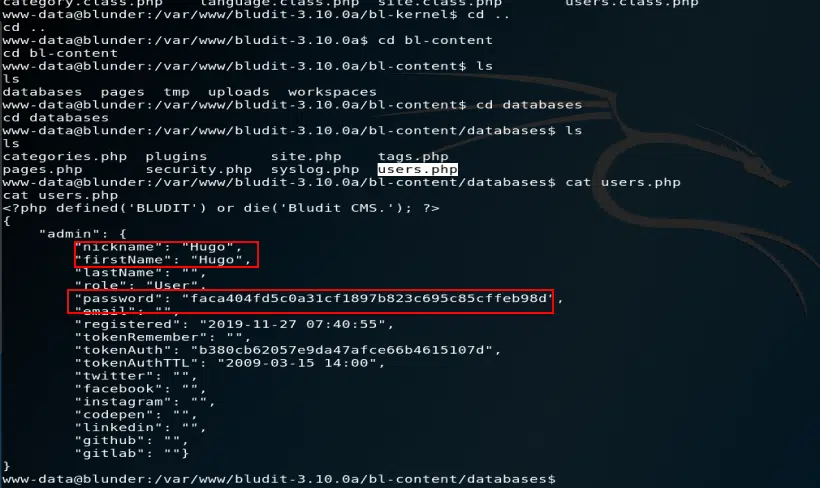 category.class.php    language.class.php  site.class.php       users.class.php
www-data@blunder:/var/www/bludit-3.10.0a/bl-kernel$ cd ..
cd ..
www-data@blunder:/var/www/bludit-3.10.0a$ cd bl-content
cd bl-content
www-data@blunder:/var/www/bludit-3.10.0a/bl-content$ ls
ls
databases  pages  tmp  uploads  workspaces
www-data@blunder:/var/www/bludit-3.10.0a/bl-content$ cd databases
cd databases
www-data@blunder:/var/www/bludit-3.10.0a/bl-content/databases$ ls
ls
categories.php  plugins       site.php    tags.php
pages.php       security.php  syslog.php  users.php
www-data@blunder:/var/www/bludit-3.10.0a/bl-content/databases$ cat users.php
cat users.php
<?php defined('BLUDIT') or die('Bludit CMS.'); ?>
{
    "admin": {
        "nickname": "Hugo",
        "firstName": "Hugo",
        "lastName": "",
        "role": "User",
        "password": "faca404fd5c0a31cf1897b823c695c85cffeb98d",
        "email": "",
        "registered": "2019-11-27 07:40:55",
        "tokenRemember": "",
        "tokenAuth": "b380cb62057e9da47afce66b4615107d",
        "tokenAuthTTL": "2009-03-15 14:00",
        "twitter": "",
        "facebook": "",
        "instagram": "",
        "codepen": "",
        "linkedin": "",
        "github": "",
        "gitlab": ""}
}
www-data@blunder:/var/www/bludit-3.10.0a/bl-content/databases$